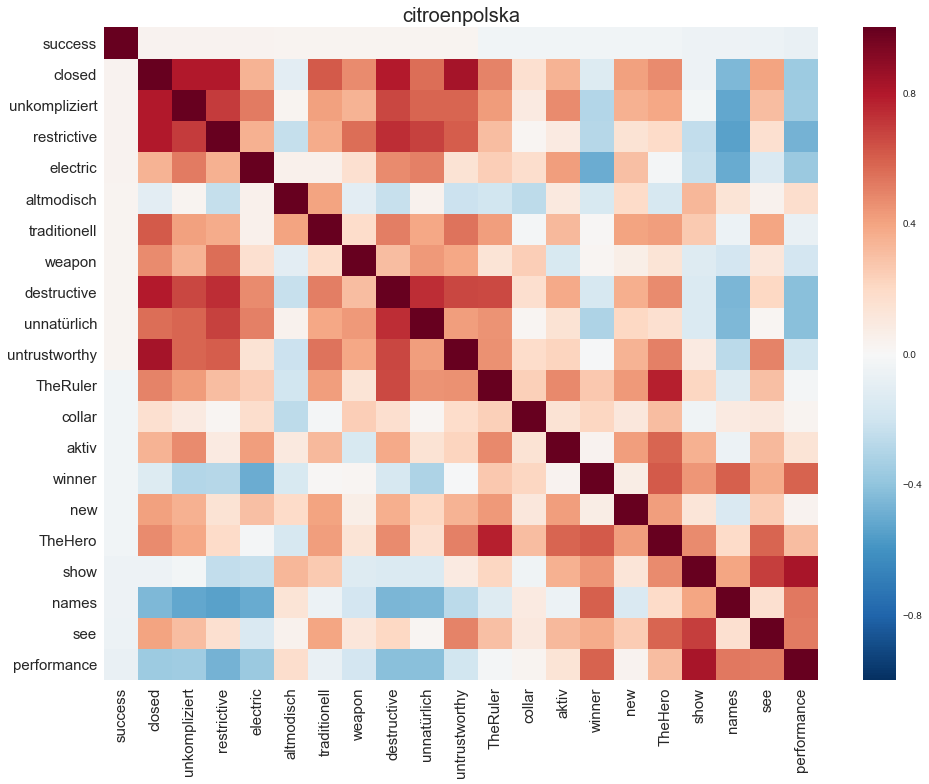 citroenpolska
success
closed
unkompliziert
restrictive
electric
altmodisch
traditionell
weapon
destructive
unnatürlich
untrustworthy
TheRuler
collar
aktiv
winner
new
TheHero
show
names
see
performance
success closed unkompliziert restrictive electric altmodisch traditionell weapon destructive unnatürlich untrustworthy TheRuler collar aktiv winner new TheHero show names see performance
0.8
0.4
0.0
-0.4
-0.8